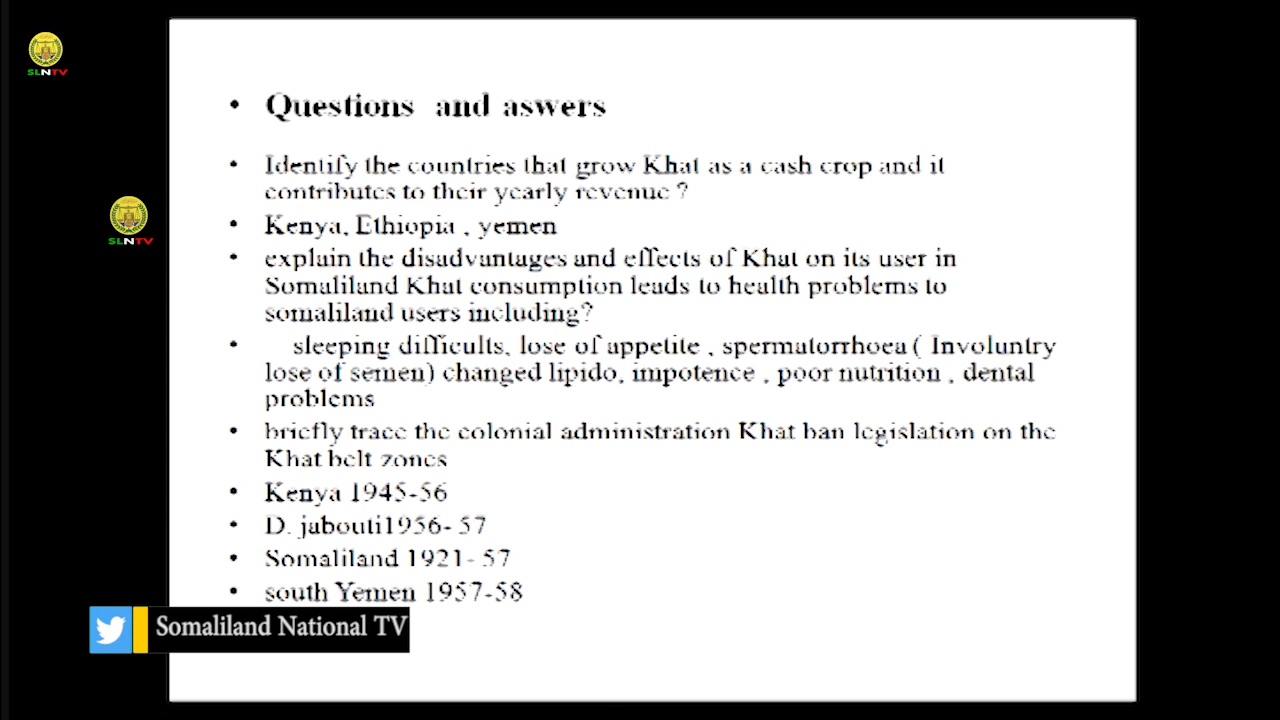 SLNTV
Questions and aswers
Identify the countries that grow Khat as a cash crop and it
contributes to their yearly revenue ?
SLNTV
Kenya, Ethiopia , yemen
explain the disadvantages and effects of Khat on its user in
Somaliland Khat consumption leads to health problems to
somaliland users including?
sleeping difficults, lose of appetite , spermatorrhoea ( Involuntry
lose of semen) changed lipido, impotence , poor nutrition , dental
problems
briefly trace the colonial administration Khat ban legislation on the
Khat belt zones
Kenya 1945-56
D. jabouti1956- 57
Somaliland 1921- 57
south Yemen 1957-58
Somaliland National TV